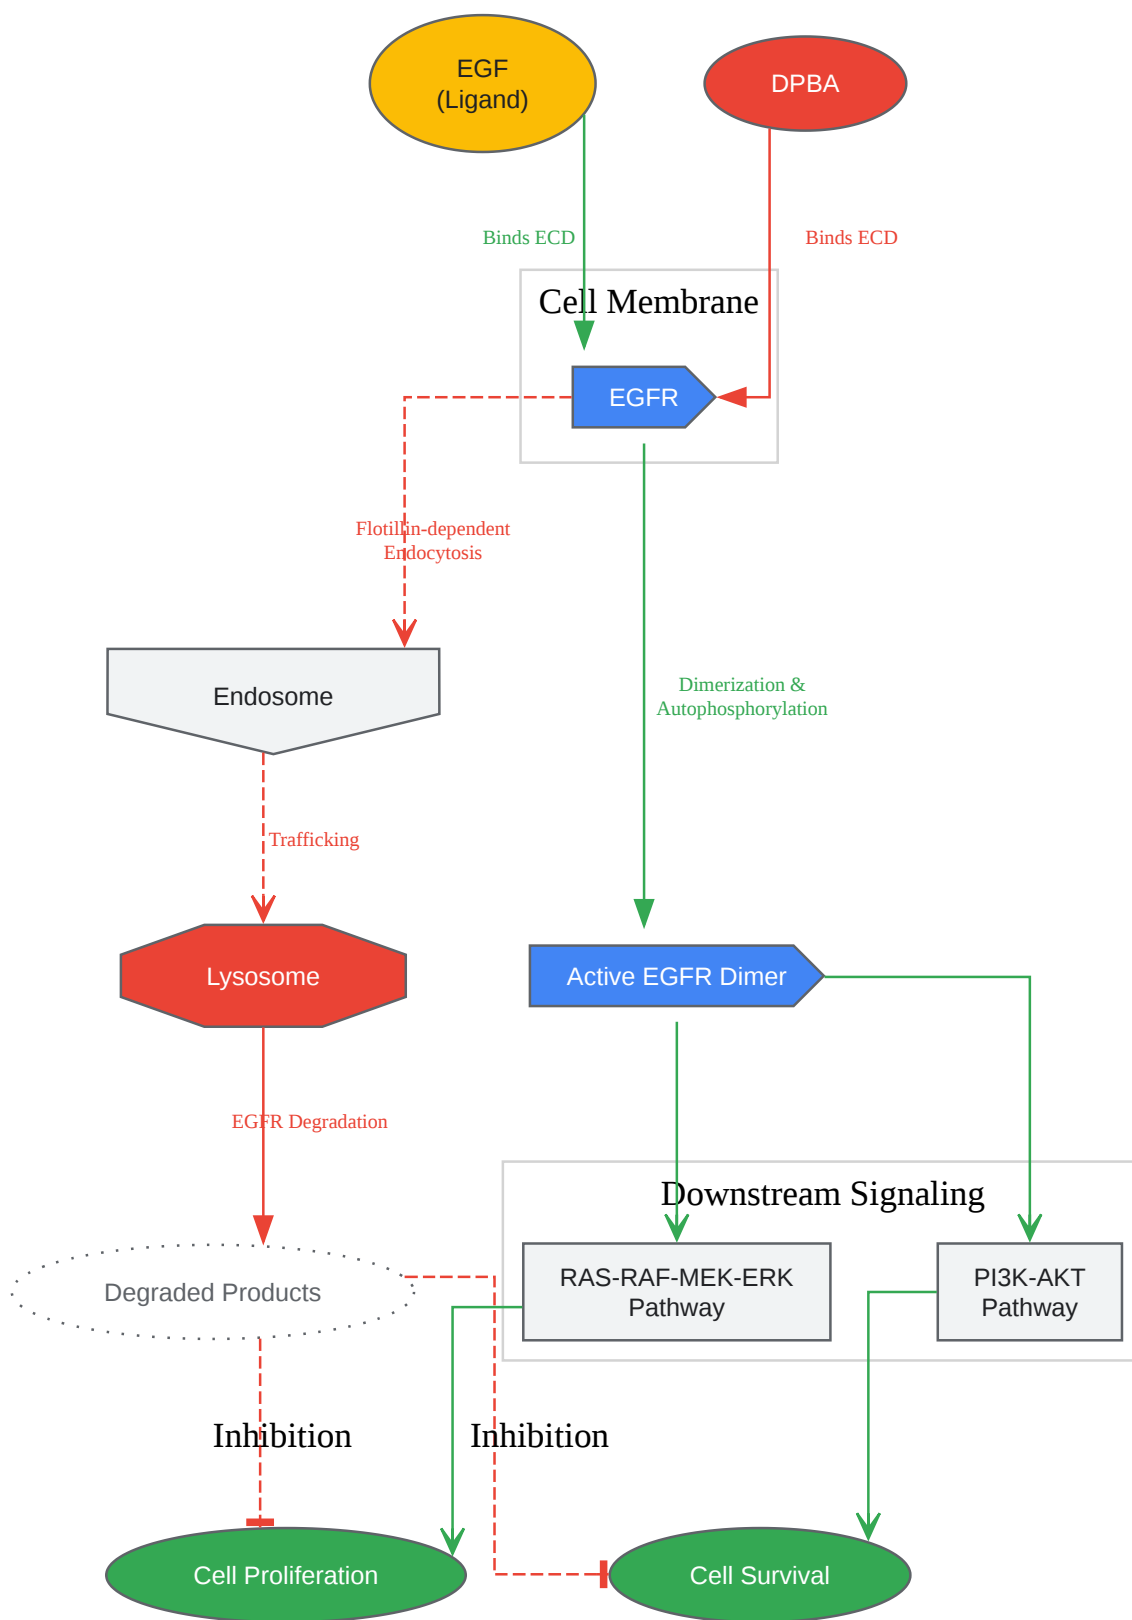 EGF
(Ligand)
DPBA
Binds ECD
Binds ECD
Cell Membrane
EGFR
Flotillin-dependent
Endocytosis
Endosome
Dimerization &
Autophosphorylation
Trafficking
Lysosome
Active EGFR Dimer
EGFR Degradation
Downstream Signaling
Degraded Products
RAS-RAF-MEK-ERK
Pathway
PI3K-AKT
Pathway
Inhibition
Inhibition
Cell Proliferation
Cell Survival